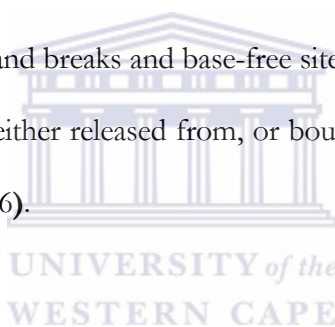 and breaks and base-free site
either released from, or bou
6).
UNIVERSITY of the
WESTERN CAPE